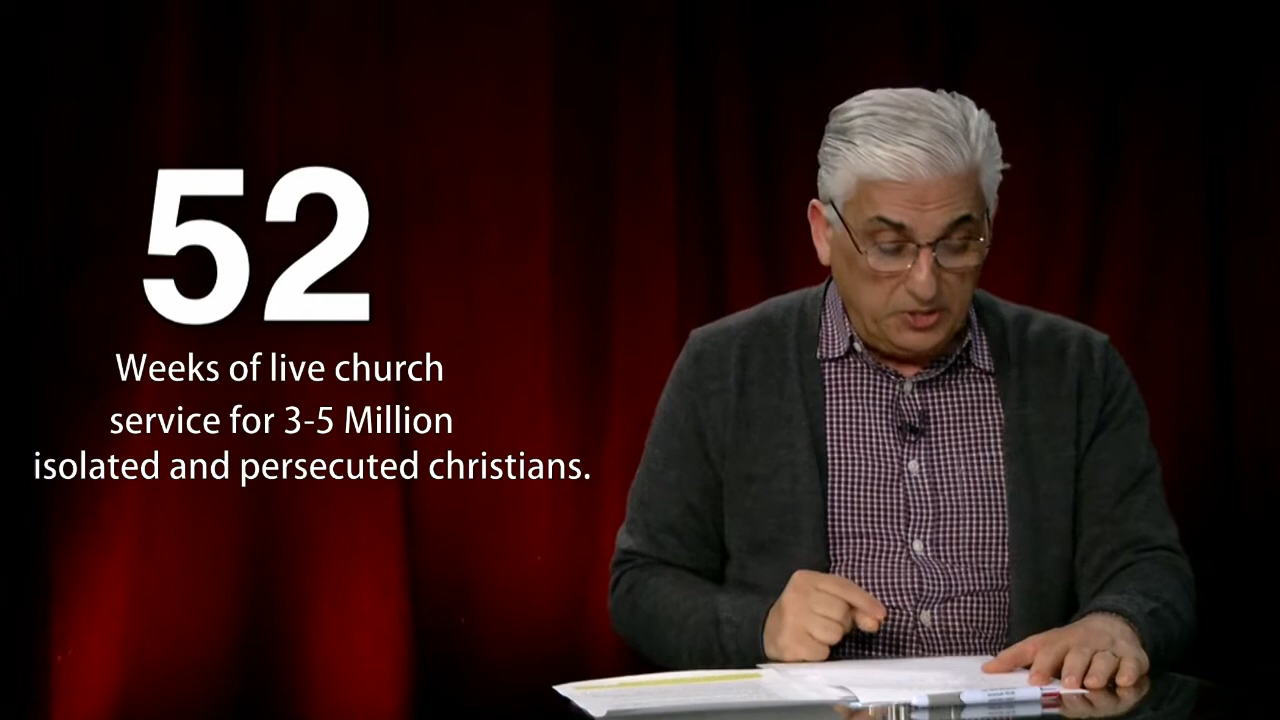 52
Weeks of live church
service for 3-5 Million
isolated and persecuted christians.